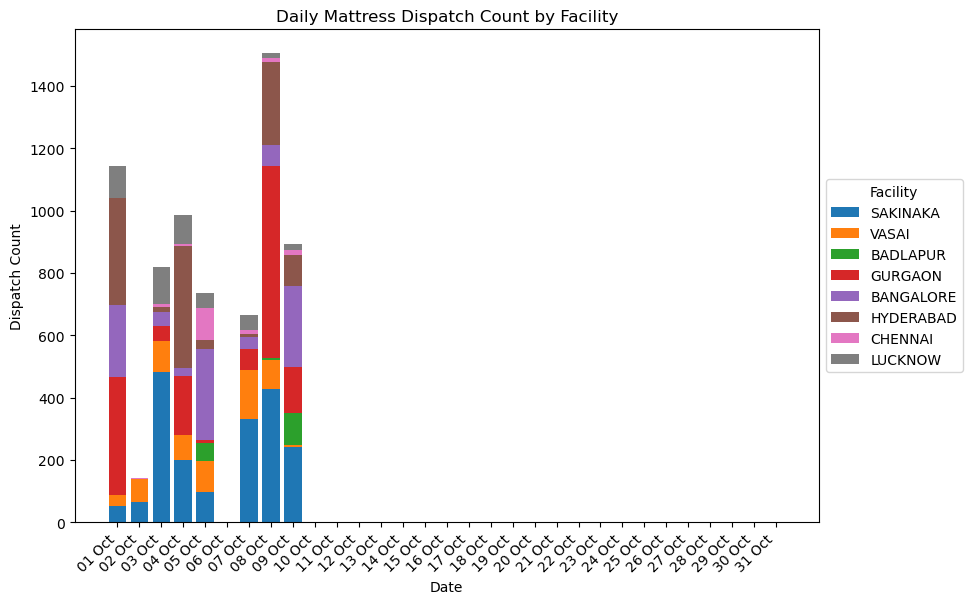 Daily Mattress Dispatch Count by Facility
Dispatch Count
1400
1200
1000
800
600
400
200
0
01 Oct
02 Oct
03 Oct
04 Oct
05 Oct
06 Oct
07 Oct
08 Oct
09 Oct
10 Oct
11 Oct
12 Oct
13 Oct
14 Oct
15 Oct
16 Oct
17 Oct
18 Oct
19 Oct
20 Oct
21 Oct
22 Oct
23 Oct
24 Oct
25 Oct
26 Oct
27 Oct
28 Oct
29 Oct
30 Oct
31 Oct
Date
Facility
SAKINAKA
VASAI
BADLAPUR
GURGAON
BANGALORE
HYDERABAD
CHENNAI
LUCKNOW